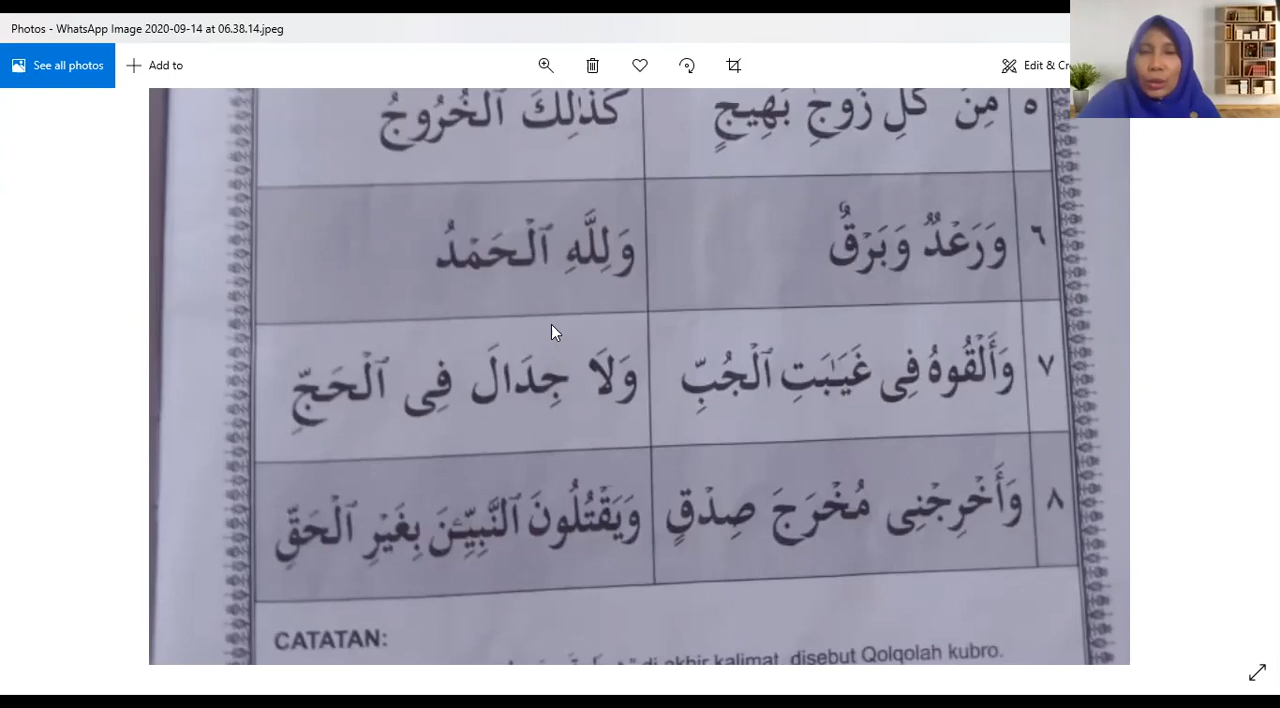 Photos - WhatsApp Image 2020-09-14 at 06.38.14.jpeg
See all photos
Add to
Edit & Cr
٥ مِنْ كُلِّ زَوْجٍۢ بَهِيجٍ كَذَٰلِكَ ٱلْخُرُوجُ
٦ وَرَعْدٌ وَبَرْقٌۭ وَلِلَّهِ ٱلْحَمْدُ
٧ وَأَلْقُوهُ فِى غَيَـٰبَتِ ٱلْجُبِّ وَلَا جِدَالَ فِى ٱلْحَجِّ
٨ وَأَخْرِجْنِى مُخْرَجَ صِدْقٍ وَيَقْتُلُونَ ٱلنَّبِيِّـۧنَ بِغَيْرِ ٱلْحَقِّ
CATATAN:
di akhir kalimat, disebut Qolqolah kubro.